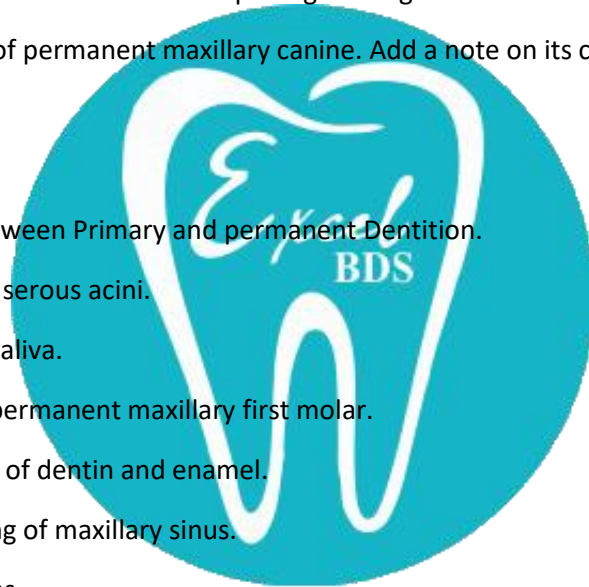 of permanent maxillary canine. Add a note on its c
ween Primary and permanent Dentition.
Excel
BDS
serous acini.
aliva.
permanent maxillary first molar.
of dentin and enamel.
g of maxillary sinus.